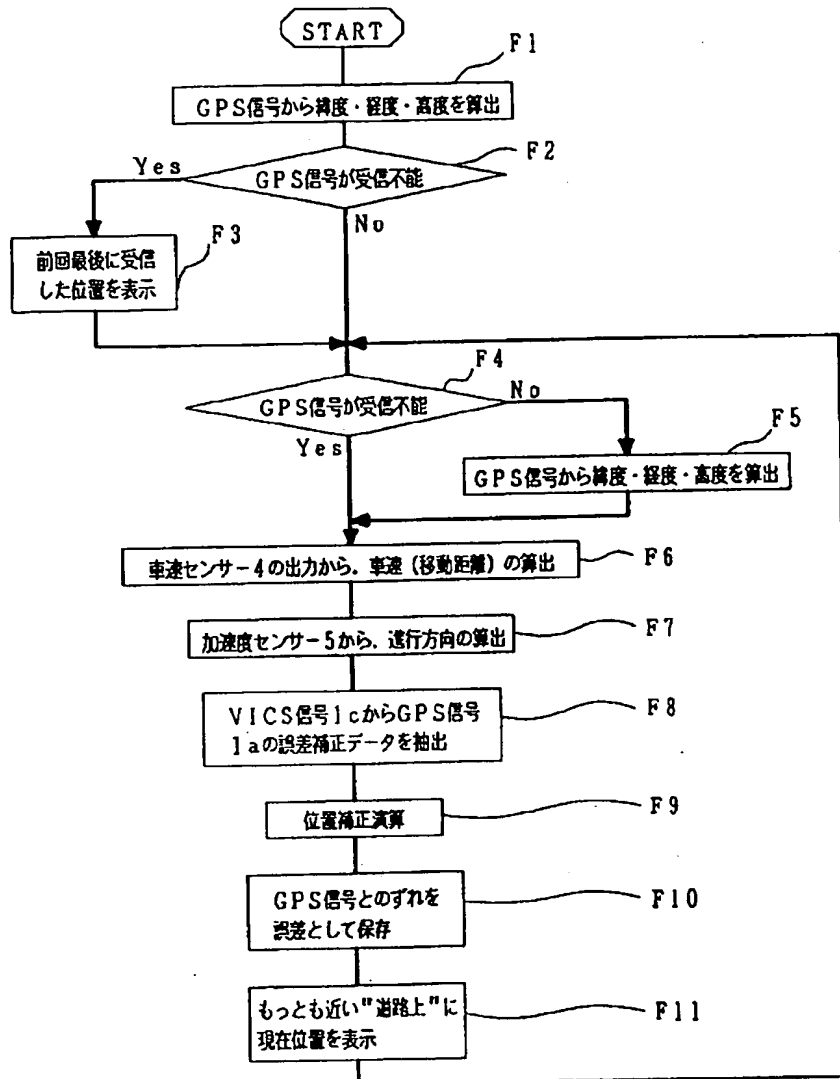 START
F1
GPS信号から緯度・経度・高度を算出
F2
Yes
GPS信号が受信不能
No
F3
前回最後に受信
した位置を表示
F4
GPS信号が受信不能
No
Yes
F5
GPS信号から緯度・経度・高度を算出
車速センサー4の出力から、車速(移動距離)の算出
F6
加速度センサー5から、進行方向の算出
F7
VICS信号1cからGPS信号
1aの誤差補正データを抽出
F8
位置補正演算
F9
GPS信号とのずれを
誤差として保存
F10
もっとも近い"道路上"に
現在位置を表示
F11